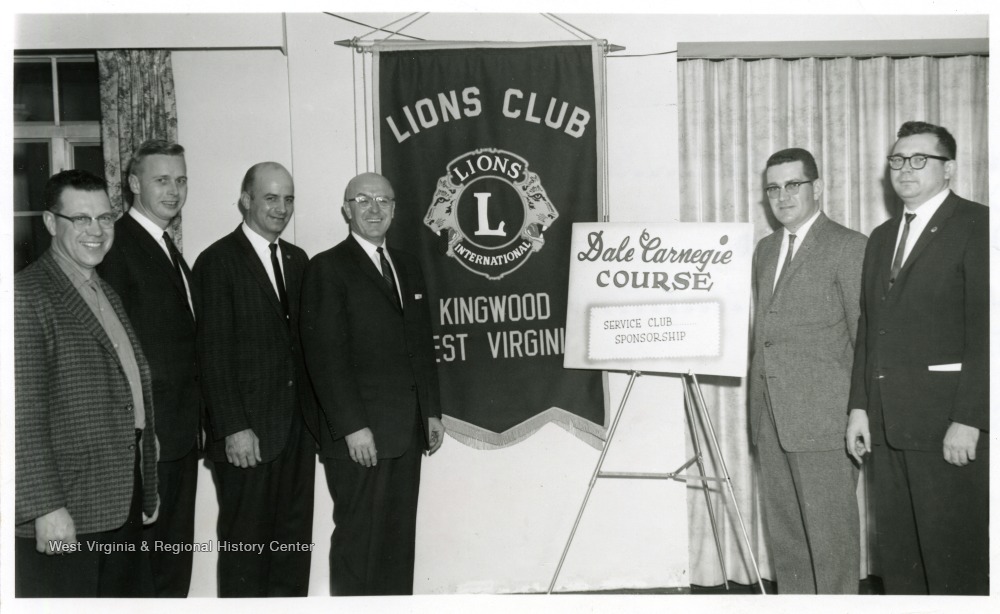 LIONS CLUB
LIONS
L
INTERNATIONAL
KINGWOOD
EST VIRGINI
Dale Carnegie
COURSE
SERVICE CLUB
SPONSORSHIP
West Virginia & Regional History Center